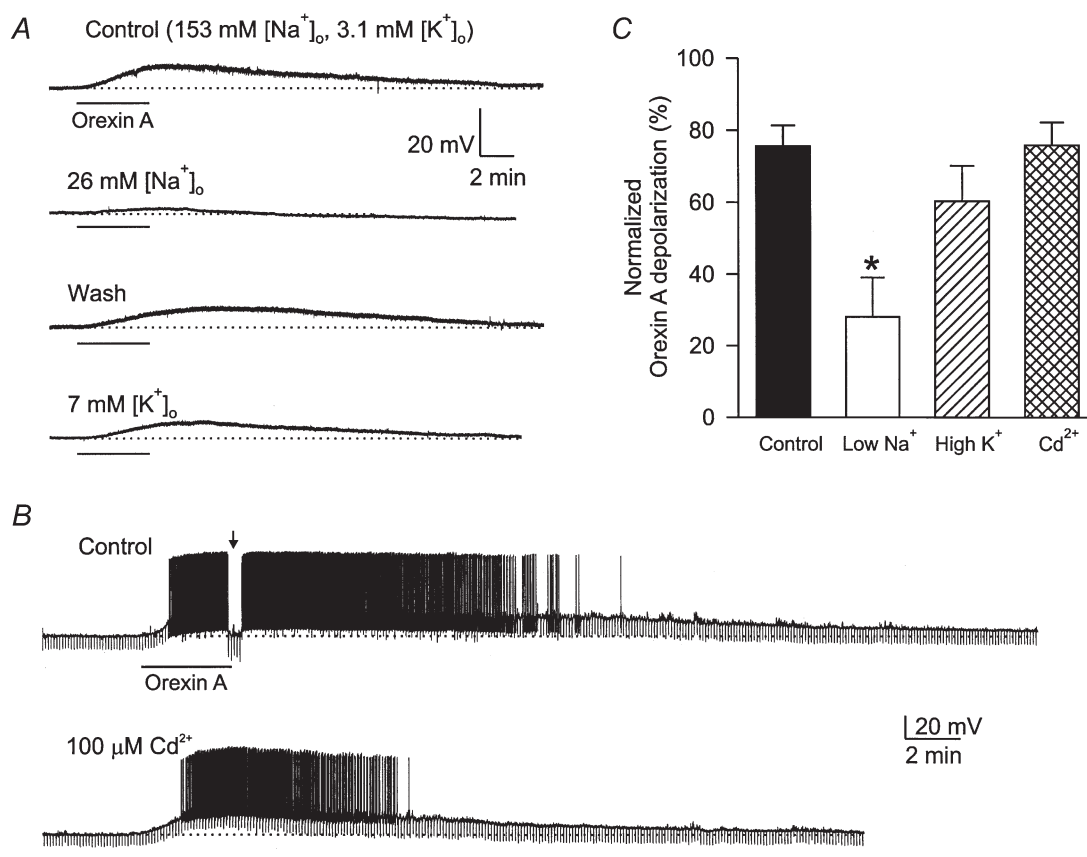 A
Control (153 mM [Na⁺]ₒ, 3.1 mM [K⁺]ₒ)
Orexin A
20 mV
2 min
26 mM [Na⁺]ₒ
Wash
7 mM [K⁺]ₒ
B
Control
Orexin A
100 μM Cd²⁺
20 mV
2 min
C
Normalized
Orexin A depolarization (%)
100
80
60
40
20
0
*
Control Low Na⁺ High K⁺ Cd²⁺